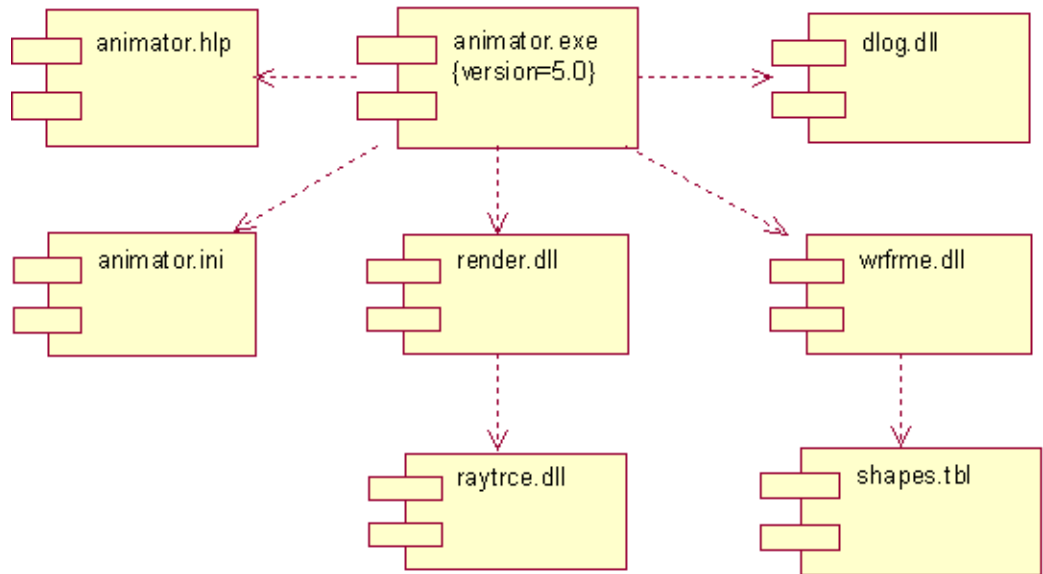 animator.hlp
animator.exe
{version=5.0}
dlog.dll
animator.ini
render.dll
wrfrme.dll
raytrce.dll
shapes.tbl